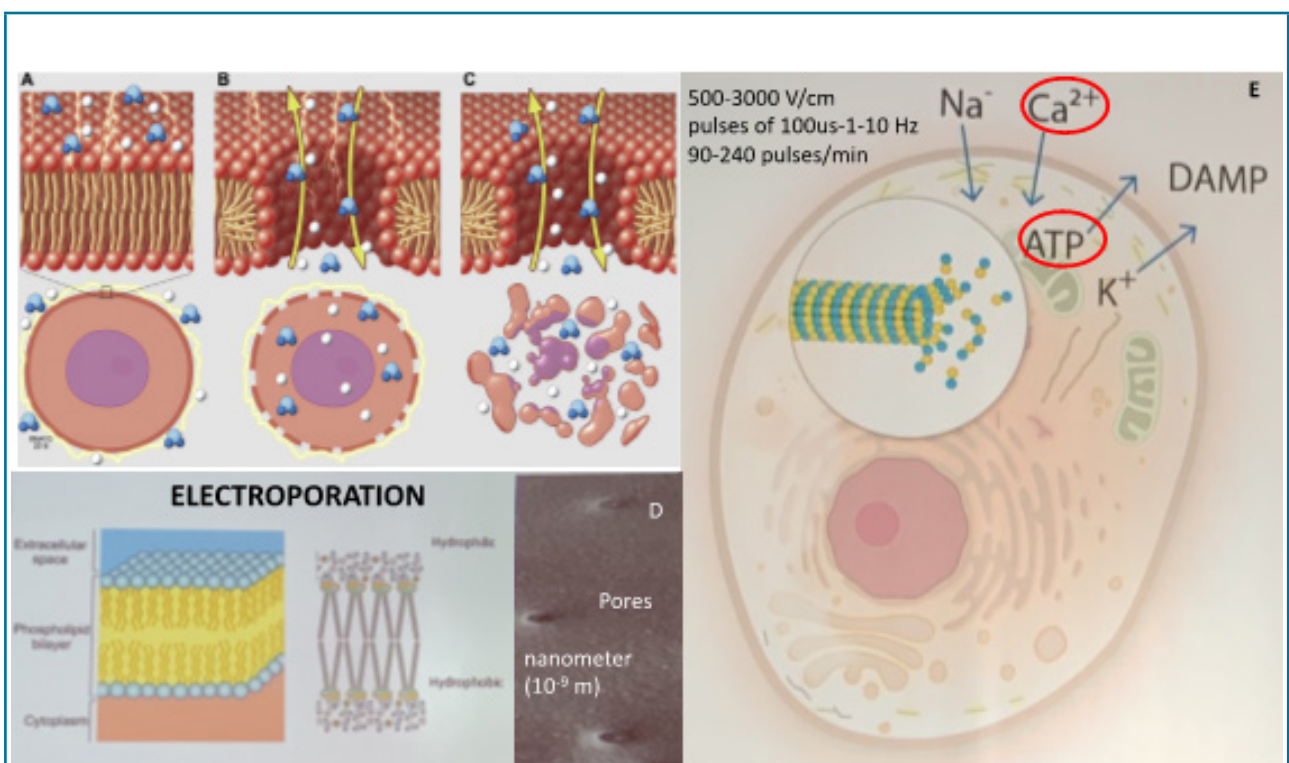 A
B
C
500-3000 V/cm
pulses of 100us-1-10 Hz
90-240 pulses/min
Na⁻
Ca²⁺
E
DAMP
ATP
K⁺
ELECTROPORATION
D
Extracellular
space
Hydrophilic
Phospholipid
bilayer
Pores
nanometer
(10⁻⁹ m)
Hydrophobic
Cytoplasm